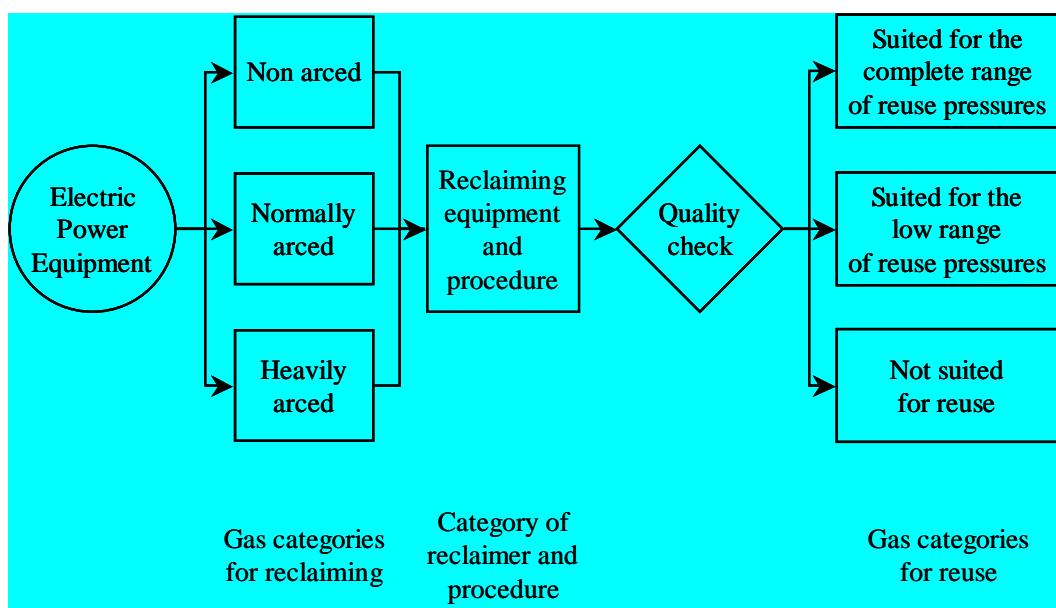 Electric
Power
Equipment
Non arced
Normally
arced
Heavily
arced
Reclaiming
equipment
and
procedure
Quality
check
Suited for the
complete range
of reuse pressures
Suited for the
low range
of reuse pressures
Not suited
for reuse
Gas categories
for reclaiming
Category of
reclaimer and
procedure
Gas categories
for reuse